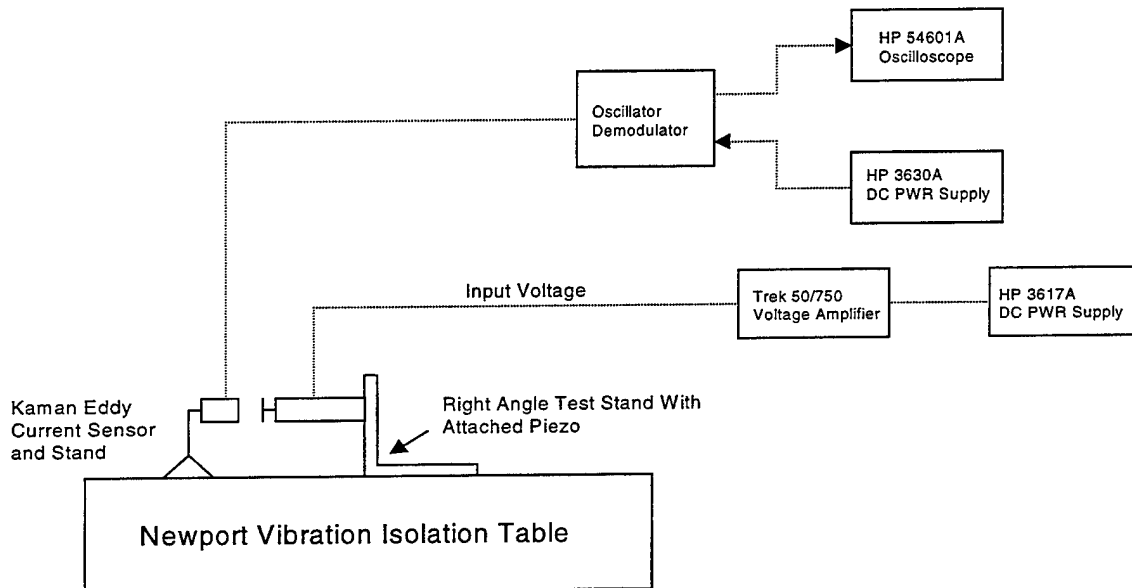 HP 54601A
Oscilloscope
Oscillator
Demodulator
HP 3630A
DC PWR Supply
Input Voltage
Trek 50/750
Voltage Amplifier
HP 3617A
DC PWR Supply
Kaman Eddy
Current Sensor
and Stand
Right Angle Test Stand With
Attached Piezo
Newport Vibration Isolation Table